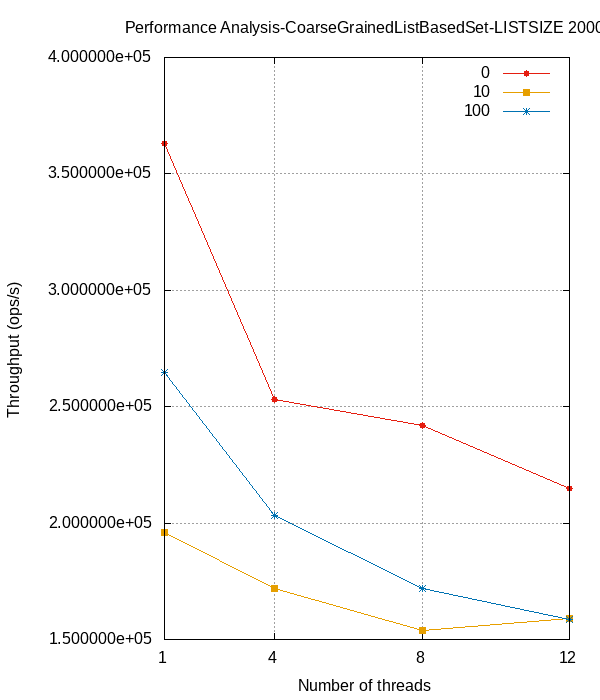 Performance Analysis-CoarseGrainedListBasedSet-LISTSIZE 2000
4.000000e+05
0
10
100
3.500000e+05
3.000000e+05
2.500000e+05
2.000000e+05
1.500000e+05
Throughput (ops/s)
1 4 8 12
Number of threads